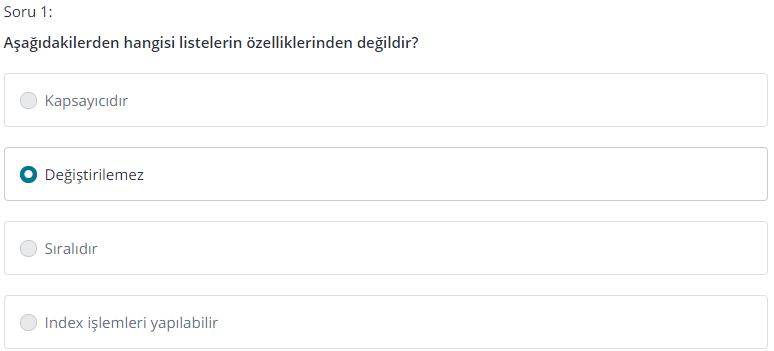 Soru 1:
Aşağıdakilerden hangisi listelerin özelliklerinden değildir?
Kapsayıcıdır
Değiştirilemez
Sıralıdır
Index işlemleri yapılabilir